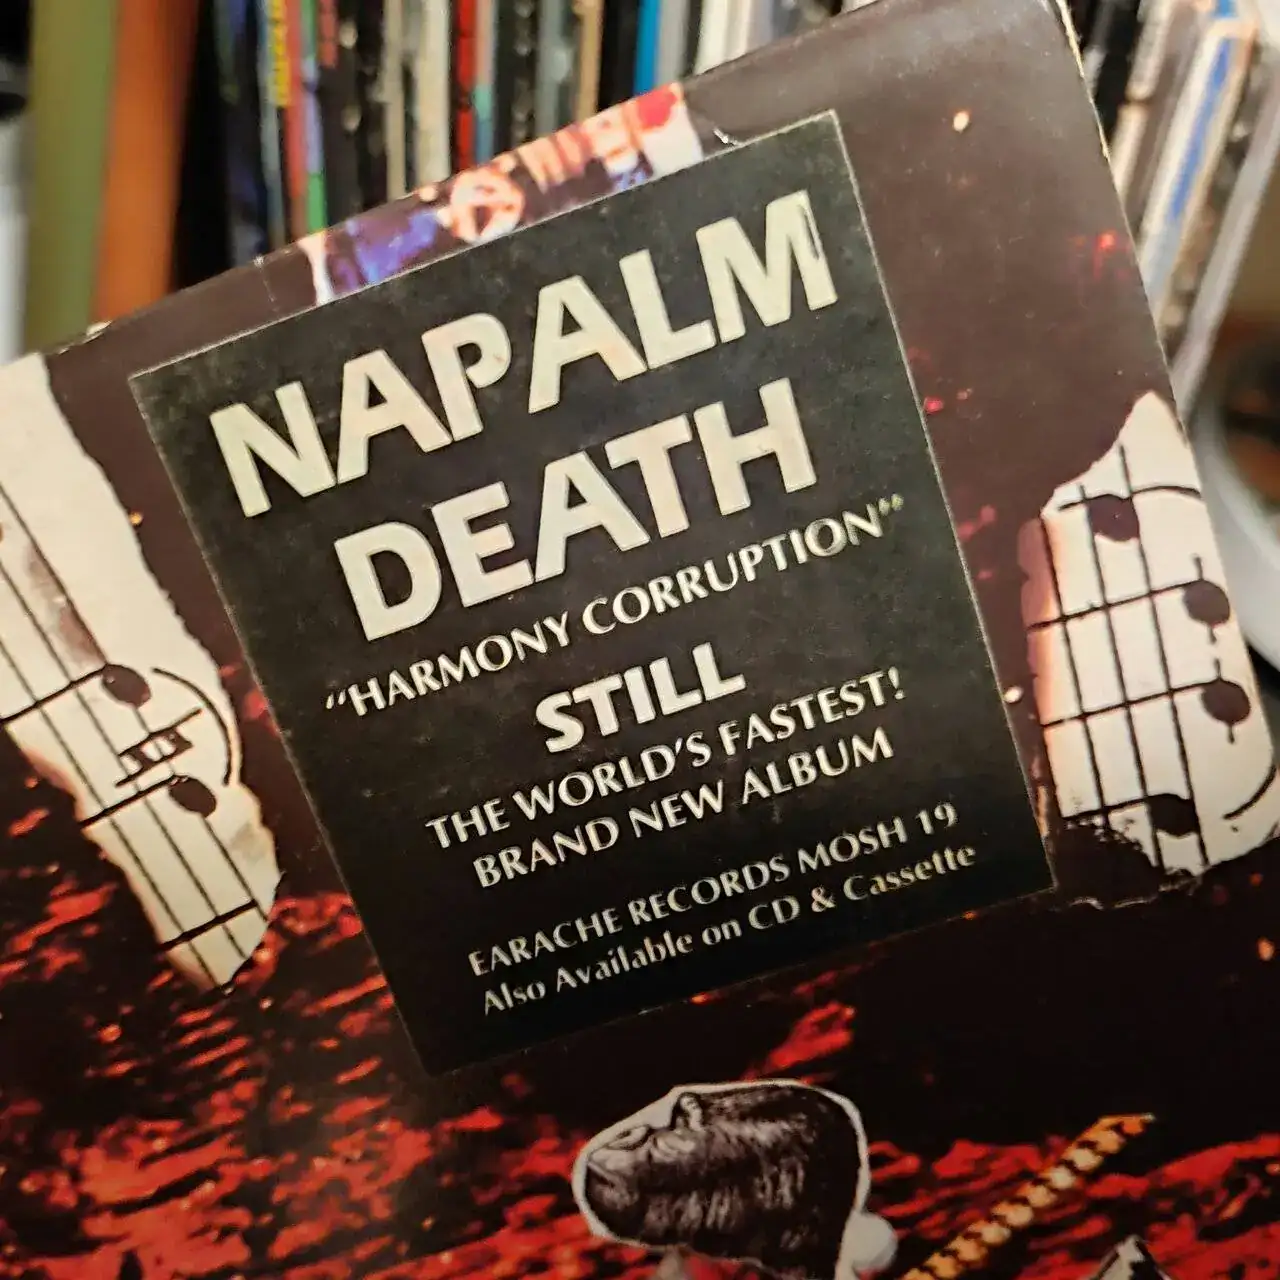 NAPALM
DEATH
"HARMONY CORRUPTION"
STILL
THE WORLD'S FASTEST!
BRAND NEW ALBUM
EARACHE RECORDS MOSH 19
Also Available on CD & Cassette